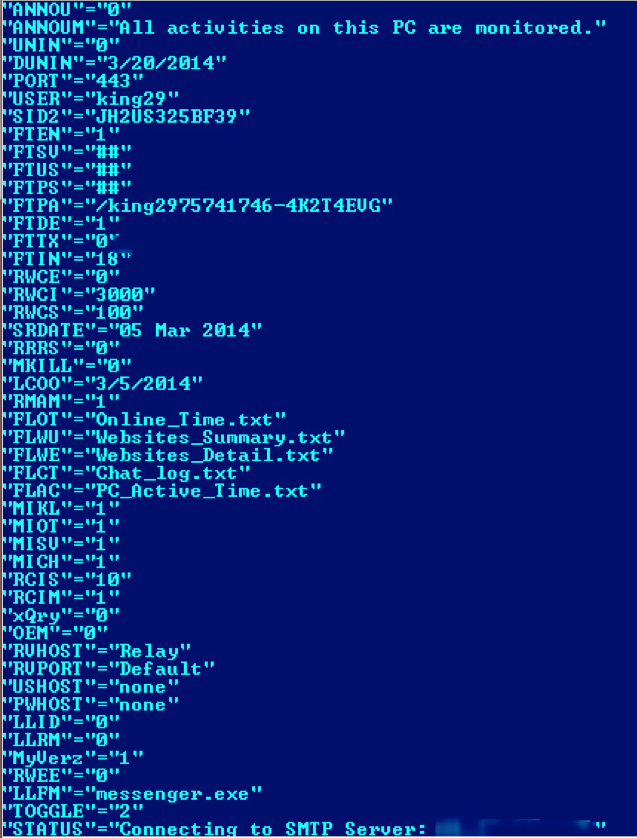 "ANNOU"="0"
"ANNOUM"="All activities on this PC are monitored."
"UNIN"="0"
"DUNIN"="3/20/2014"
"PORT"="443"
"USER"="king29"
"SID2"="JH2US325BF39"
"FTEN"="1"
"FTSV"="##"
"FTUS"="##"
"FTPS"="##"
"FTPA"="/king2975741746-4K2T4EVG"
"FTDE"="1"
"FTTX"="0"
"FTIN"="18"
"RWCE"="0"
"RWCI"="3000"
"RWCS"="100"
"SRDATE"="05 Mar 2014"
"RRRS"="0"
"MKILL"="0"
"LCOO"="3/5/2014"
"RMAM"="1"
"FLOT"="Online_Time.txt"
"FLWU"="Websites_Summary.txt"
"FLWE"="Websites_Detail.txt"
"FLCT"="Chat_log.txt"
"FLAC"="PC_Active_Time.txt"
"MIKL"="1"
"MIOT"="1"
"MISV"="1"
"MICH"="1"
"RCIS"="10"
"RCIM"="1"
"xQry"="0"
"OEM"="0"
"RVHOST"="Relay"
"RVPORT"="Default"
"USHOST"="none"
"PWHOST"="none"
"LLID"="0"
"LLRM"="0"
"MyVerz"="1"
"RWEE"="0"
"LLFM"="messenger.exe"
"TOGGLE"="2"
"STATUS"="Connecting to SMTP Server: "